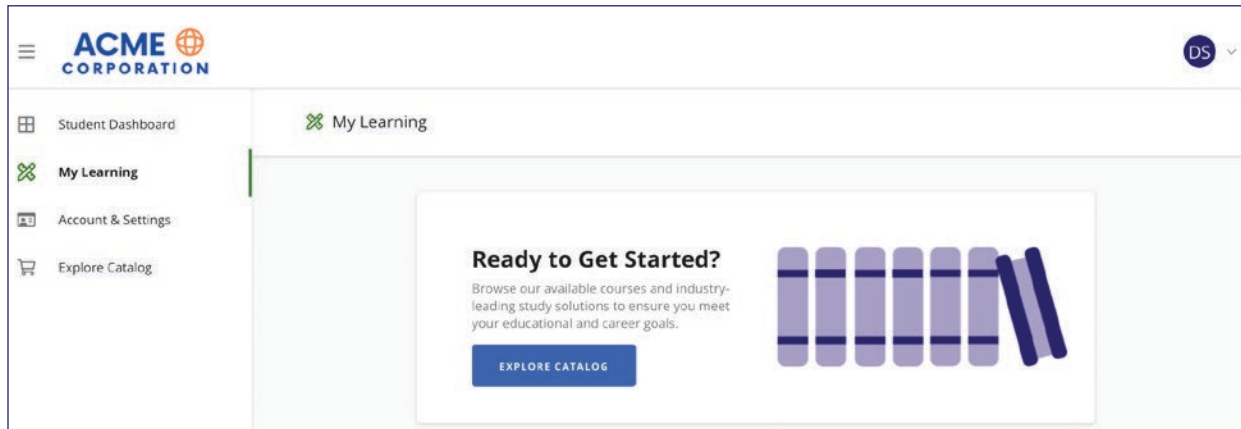 ACME
CORPORATION
DS
Student Dashboard
My Learning
Account & Settings
Explore Catalog
My Learning
Ready to Get Started?
Browse our available courses and industry-
leading study solutions to ensure you meet
your educational and career goals.
EXPLORE CATALOG